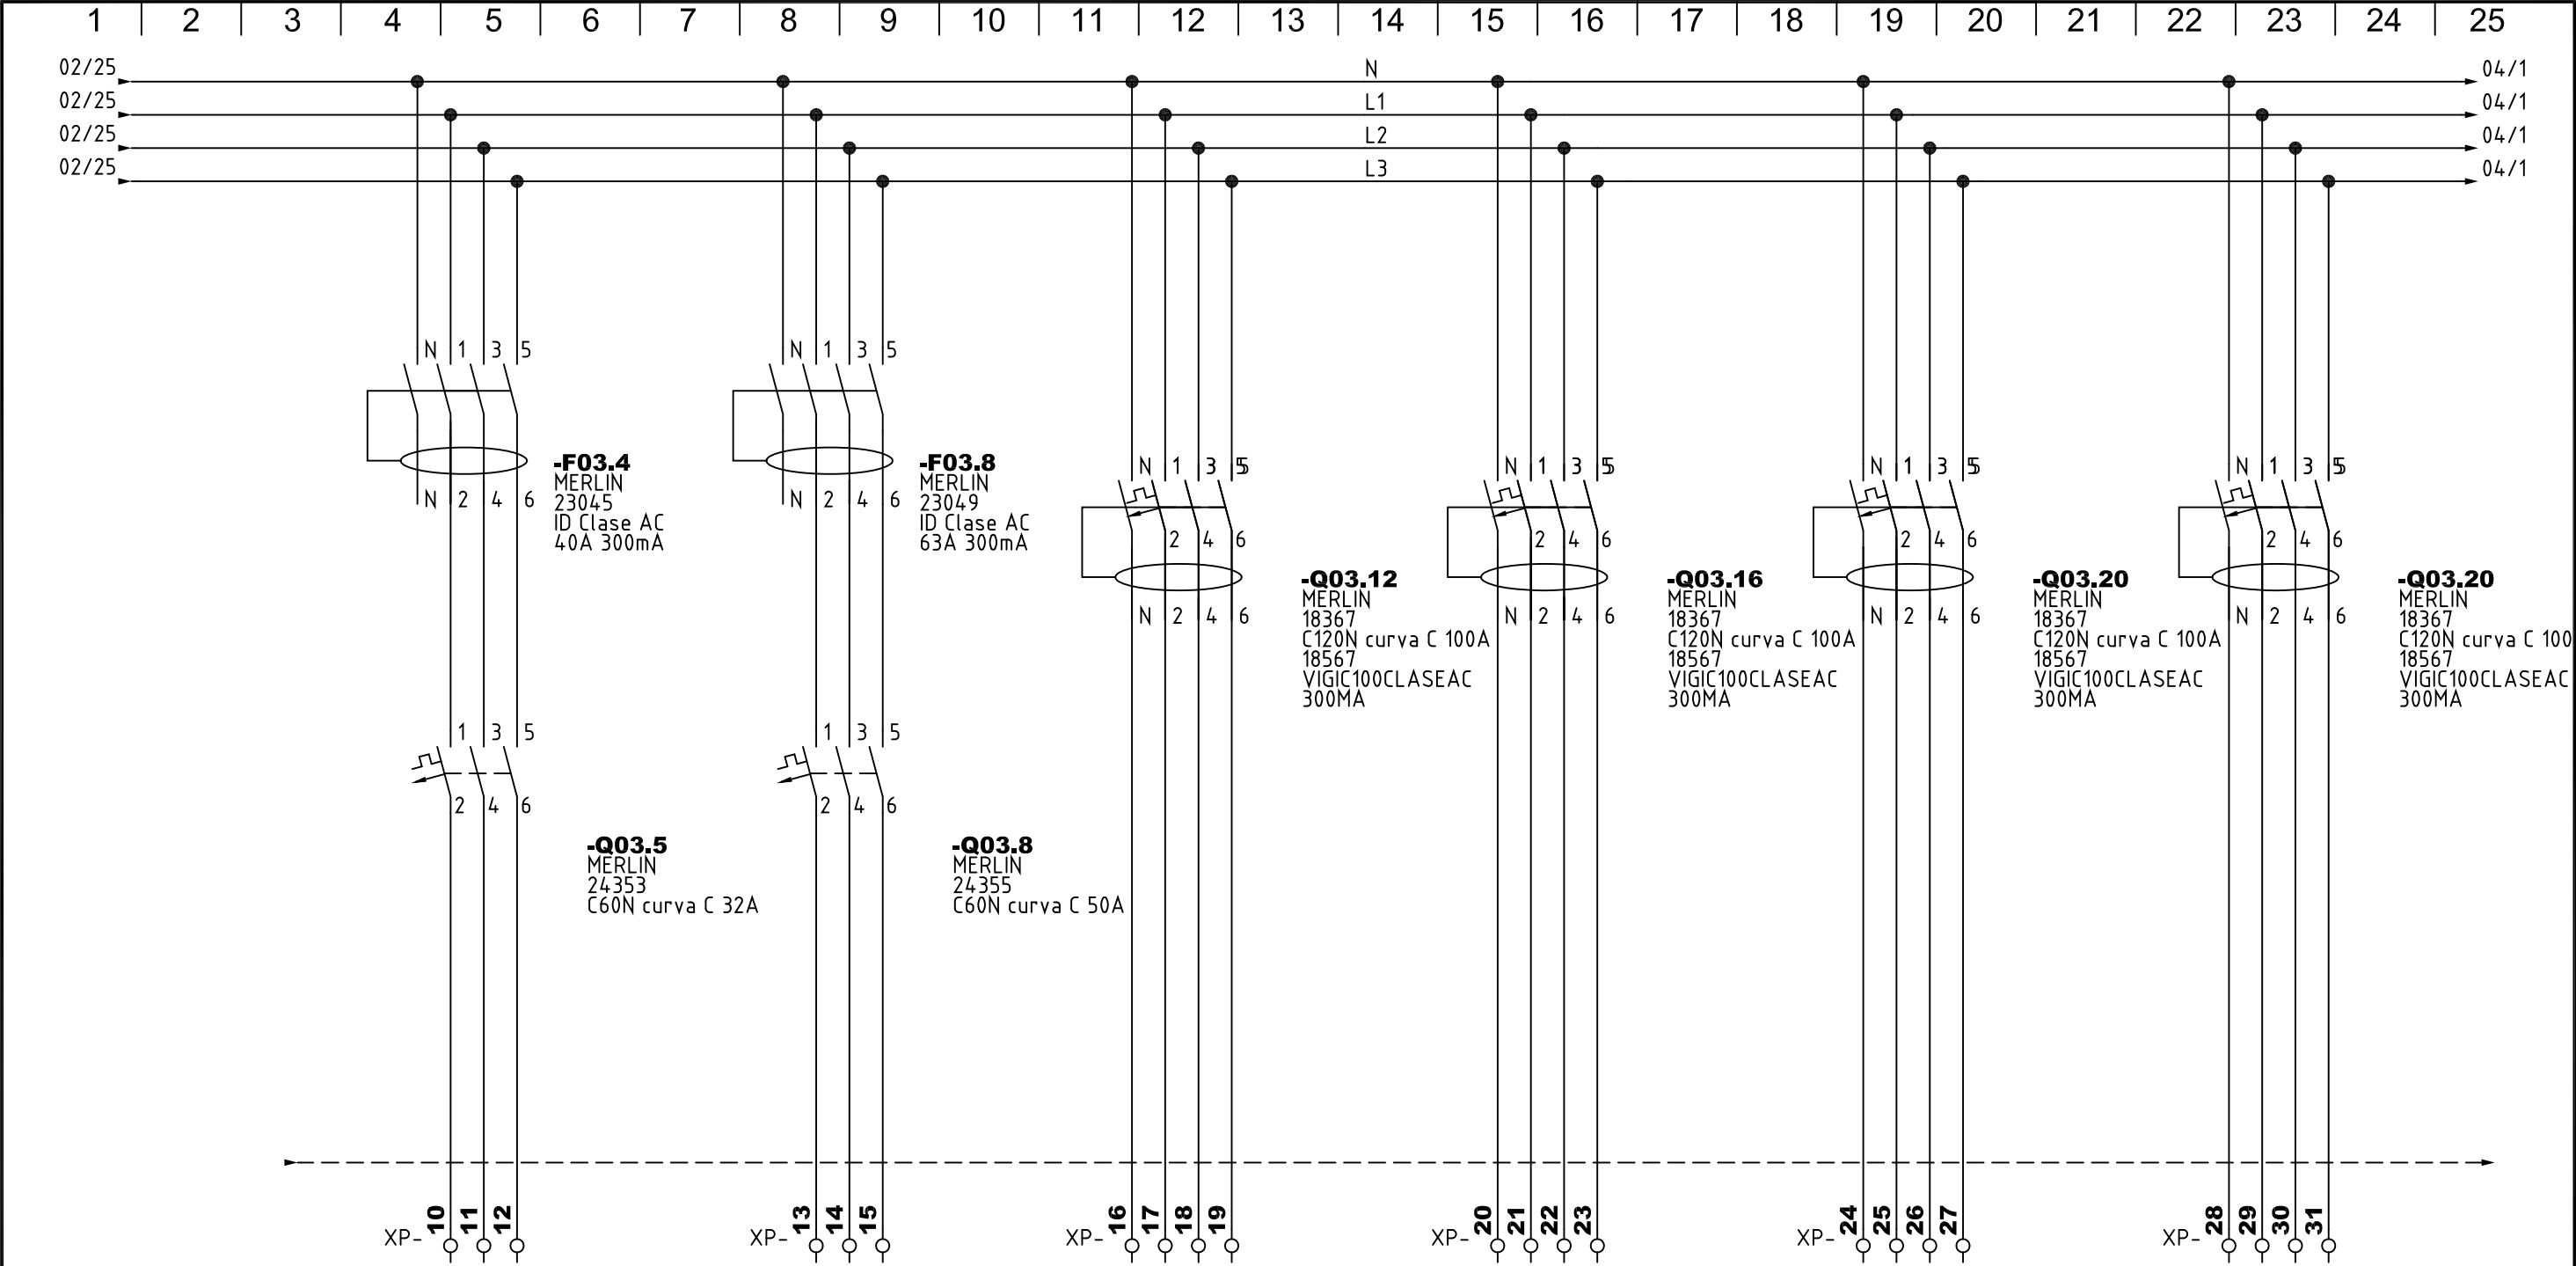 1 2 3 4 5 6 7 8 9 10 11 12 13 14 15 16 17 18 19 20 21 22 23 24 25
02/25 N 04/1
02/25 L1 04/1
02/25 L2 04/1
02/25 L3 04/1
N 1 3 5
N 2 4 6
-F03.4
MERLIN
23045
ID Clase AC
40A 300mA
1 3 5
2 4 6
-Q03.5
MERLIN
24353
C60N curva C 32A
XP- 10 11 12
N 1 3 5
N 2 4 6
-F03.8
MERLIN
23049
ID Clase AC
63A 300mA
1 3 5
2 4 6
-Q03.8
MERLIN
24355
C60N curva C 50A
XP- 13 14 15
N 1 3 5 5
2 4 6
N 2 4 6
-Q03.12
MERLIN
18367
C120N curva C 100A
18567
VIGIC100CLASEAC
300MA
XP- 16 17 18 19
N 1 3 5 5
2 4 6
N 2 4 6
-Q03.16
MERLIN
18367
C120N curva C 100A
18567
VIGIC100CLASEAC
300MA
XP- 20 21 22 23
N 1 3 5 5
2 4 6
N 2 4 6
-Q03.20
MERLIN
18367
C120N curva C 100A
18567
VIGIC100CLASEAC
300MA
XP- 24 25 26 27
N 1 3 5 5
2 4 6
N 2 4 6
-Q03.20
MERLIN
18367
C120N curva C 100
18567
VIGIC100CLASEAC
300MA
XP- 28 29 30 31